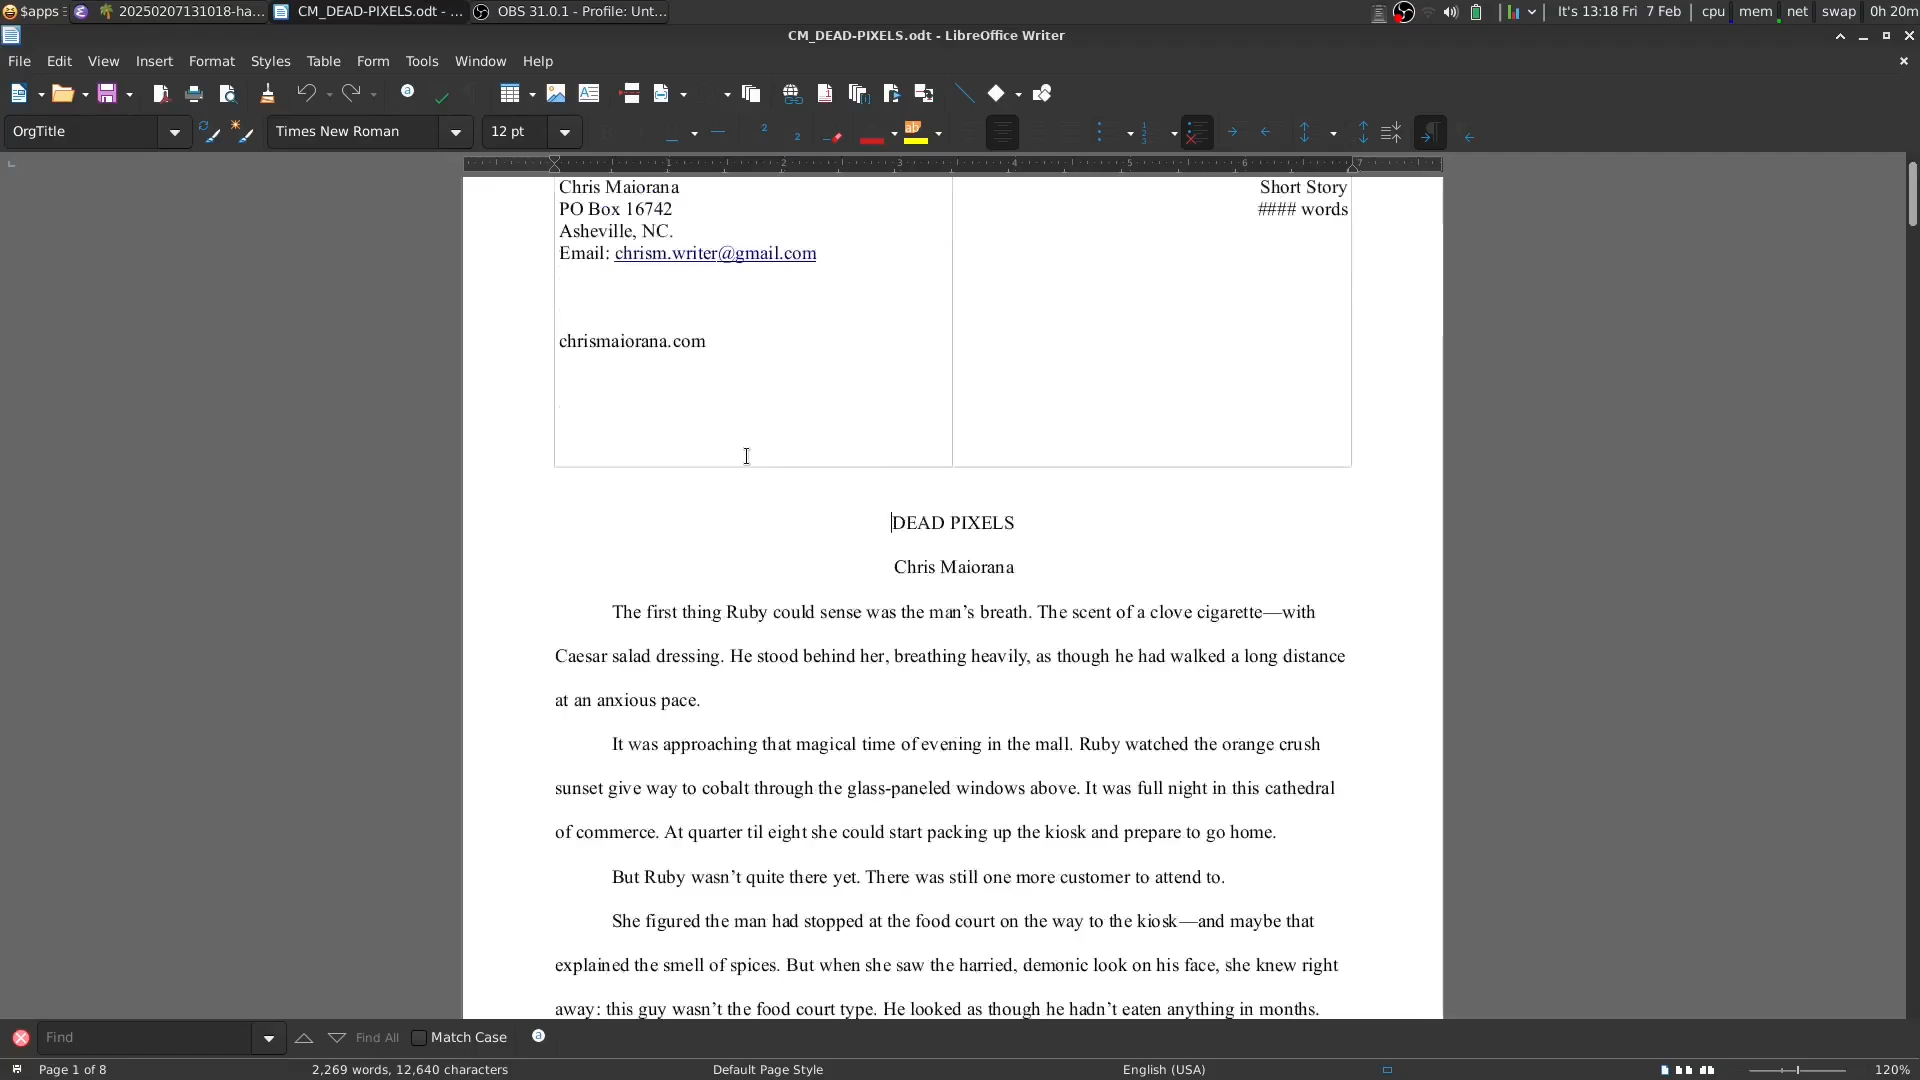 $apps
20250207131018-ha...
CM_DEAD-PIXELS.odt - ...
OBS 31.0.1 - Profile: Unt...
It's 13:18 Fri 7 Feb
cpu
mem
net
swap
0h 20m
CM_DEAD-PIXELS.odt - LibreOffice Writer
File Edit View Insert Format Styles Table Form Tools Window Help
OrgTitle
Times New Roman
12 pt
1 2 3 4 5 6 7
Chris Maiorana
PO Box 16742
Asheville, NC.
Email: chrism.writer@gmail.com
chrismaiorana.com
Short Story
#### words
DEAD PIXELS
Chris Maiorana
The first thing Ruby could sense was the man’s breath. The scent of a clove cigarette—with
Caesar salad dressing. He stood behind her, breathing heavily, as though he had walked a long distance
at an anxious pace.
It was approaching that magical time of evening in the mall. Ruby watched the orange crush
sunset give way to cobalt through the glass-paneled windows above. It was full night in this cathedral
of commerce. At quarter til eight she could start packing up the kiosk and prepare to go home.
But Ruby wasn’t quite there yet. There was still one more customer to attend to.
She figured the man had stopped at the food court on the way to the kiosk—and maybe that
explained the smell of spices. But when she saw the harried, demonic look on his face, she knew right
away: this guy wasn’t the food court type. He looked as though he hadn’t eaten anything in months.
Find
Find All
Match Case
Page 1 of 8
2,269 words, 12,640 characters
Default Page Style
English (USA)
120%